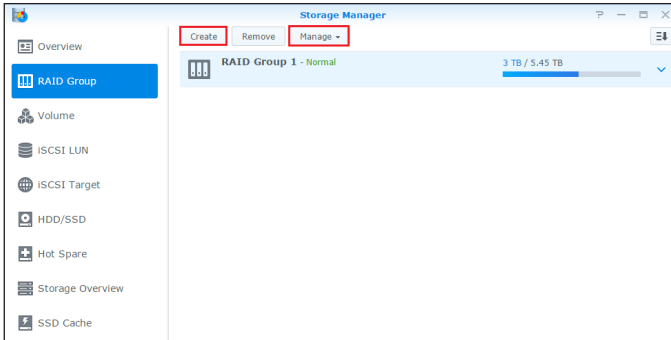 Storage Manager
Create Remove Manage
Overview
RAID Group
Volume
iSCSI LUN
iSCSI Target
HDD/SSD
Hot Spare
Storage Overview
SSD Cache
RAID Group 1 - Normal
3 TB / 5.45 TB